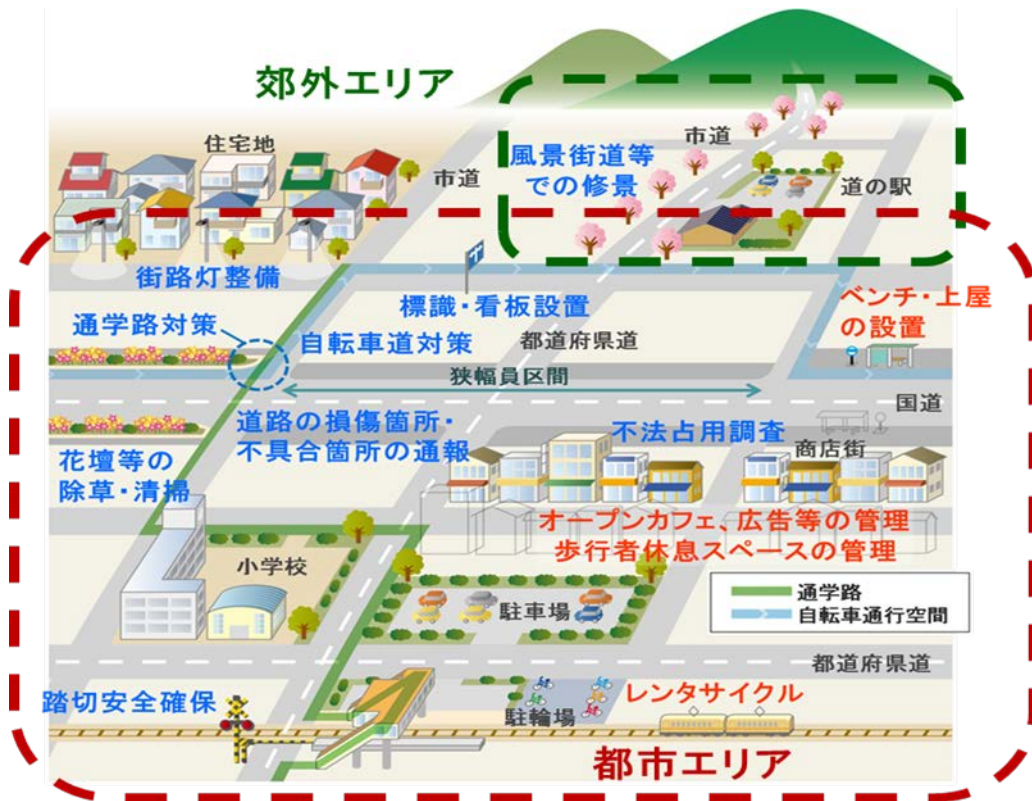 郊外エリア
住宅地
市道
市道
風景街道等
での修景
道の駅
街路灯整備
標識・看板設置
ベンチ・上屋
の設置
通学路対策
自転車道対策
都道府県道
狭幅員区間
国道
道路の損傷箇所・
不具合箇所の通報
不法占用調査
商店街
花壇等の
除草・清掃
オープンカフェ、広告等の管理
歩行者休息スペースの管理
小学校
駐車場
通学路
自転車通行空間
都道府県道
踏切安全確保
駐輪場
レンタサイクル
都市エリア